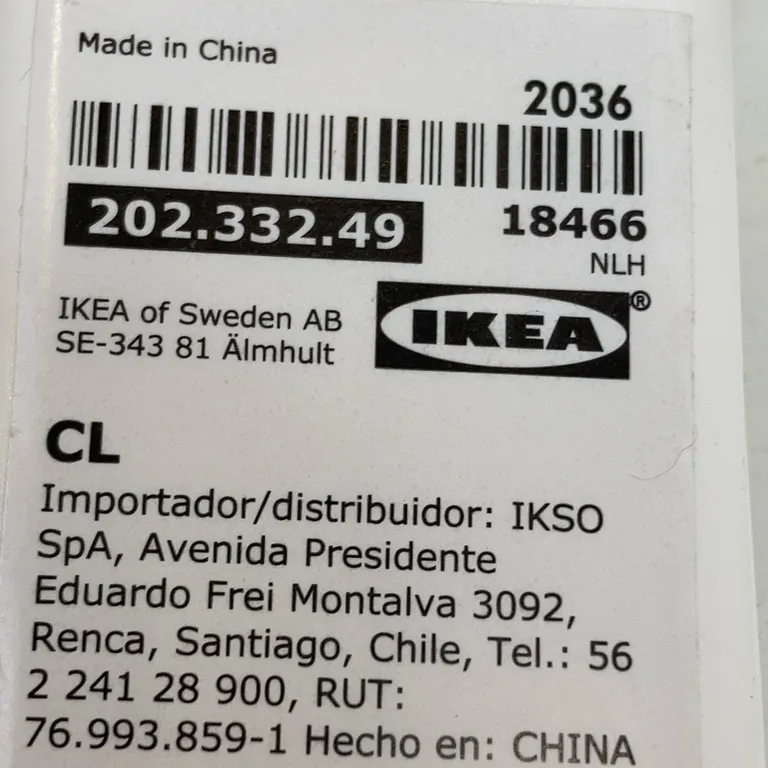 Made in China
2036
202.332.49
18466
NLH
IKEA of Sweden AB
SE-343 81 Älmhult
IKEA®
CL
Importador/distribuidor: IKSO
SpA, Avenida Presidente
Eduardo Frei Montalva 3092,
Renca, Santiago, Chile, Tel.: 56
2 241 28 900, RUT:
76.993.859-1 Hecho en: CHINA